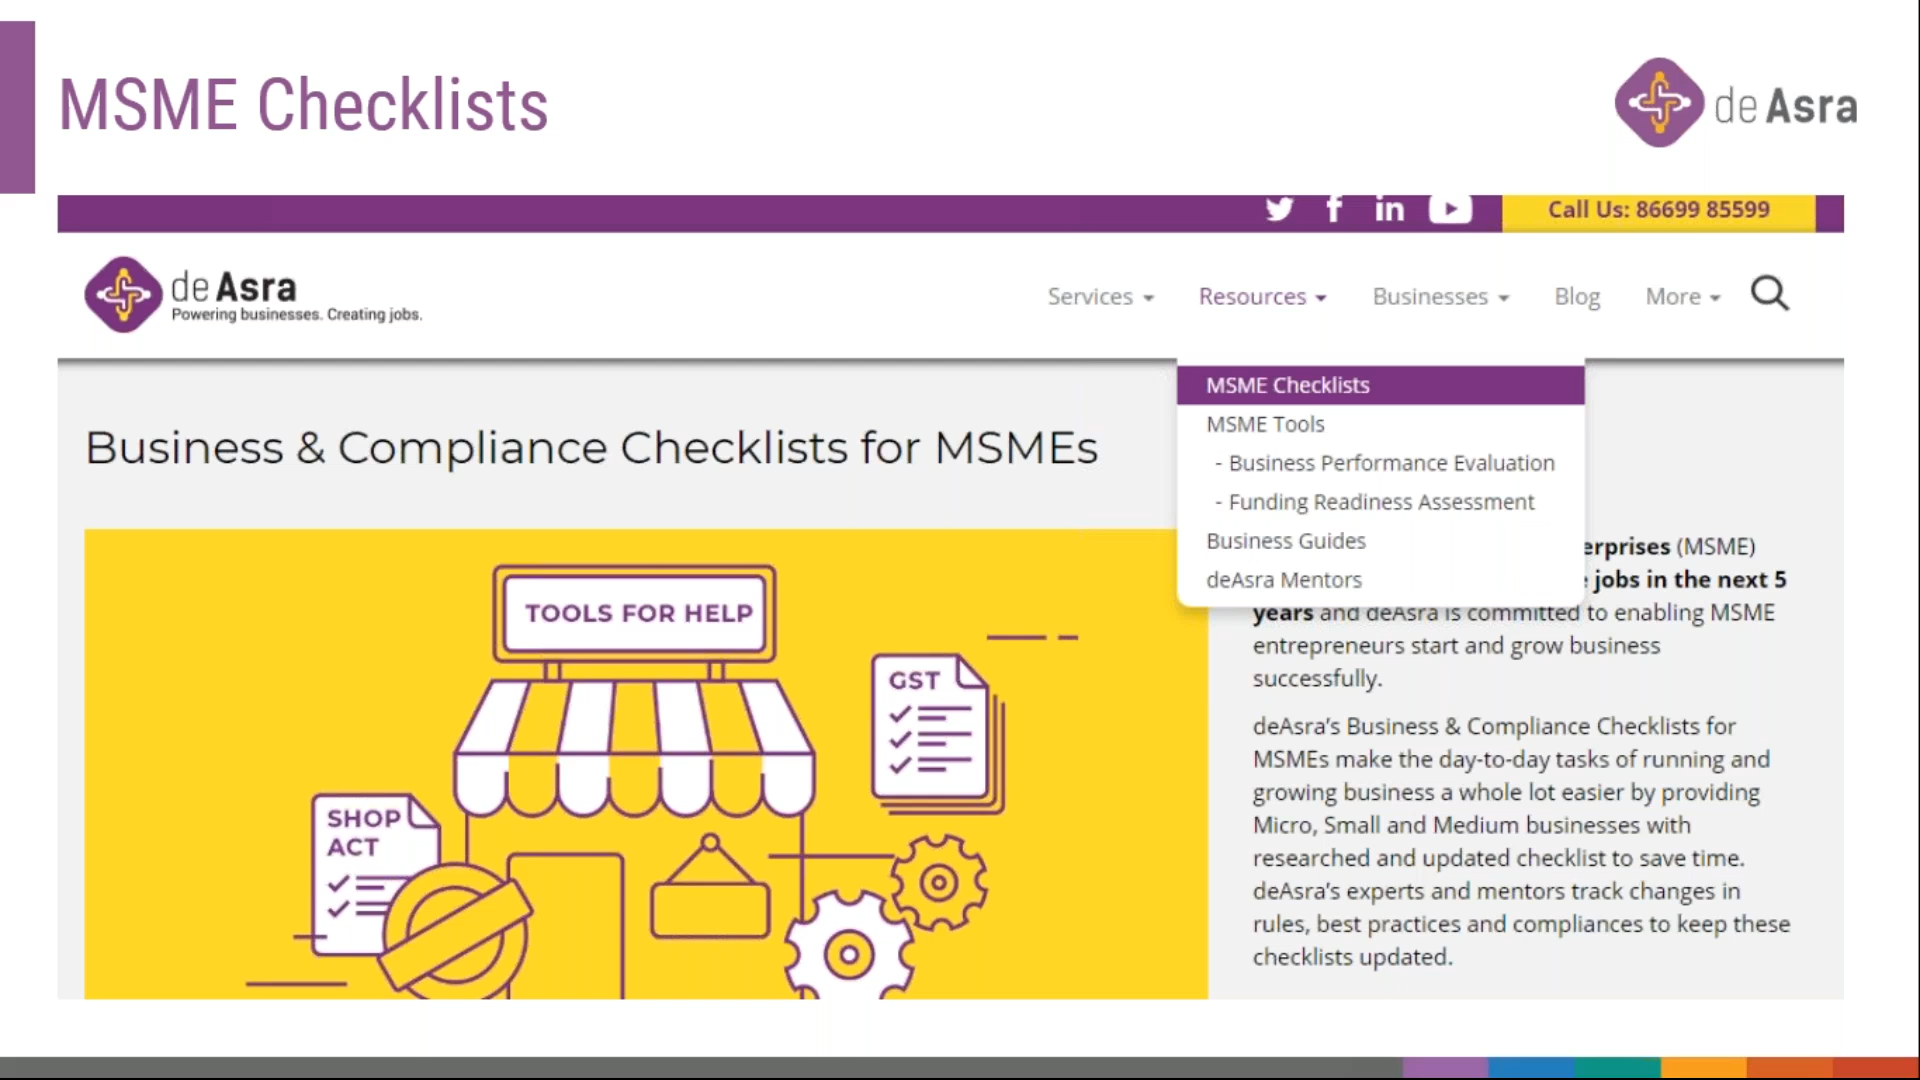 MSME Checklists
de Asra
Call Us: 86699 85599
de Asra
Powering businesses. Creating jobs.
Services
Resources
Businesses
Blog
More
MSME Checklists
MSME Tools
- Business Performance Evaluation
- Funding Readiness Assessment
Business Guides
deAsra Mentors
Business & Compliance Checklists for MSMEs
TOOLS FOR HELP
GST
SHOP
ACT
(MSME)
jobs in the next 5
years and deAsra is committed to enabling MSME
entrepreneurs start and grow business
successfully.
deAsra’s Business & Compliance Checklists for
MSMEs make the day-to-day tasks of running and
growing business a whole lot easier by providing
Micro, Small and Medium businesses with
researched and updated checklist to save time.
deAsra’s experts and mentors track changes in
rules, best practices and compliances to keep these
checklists updated.